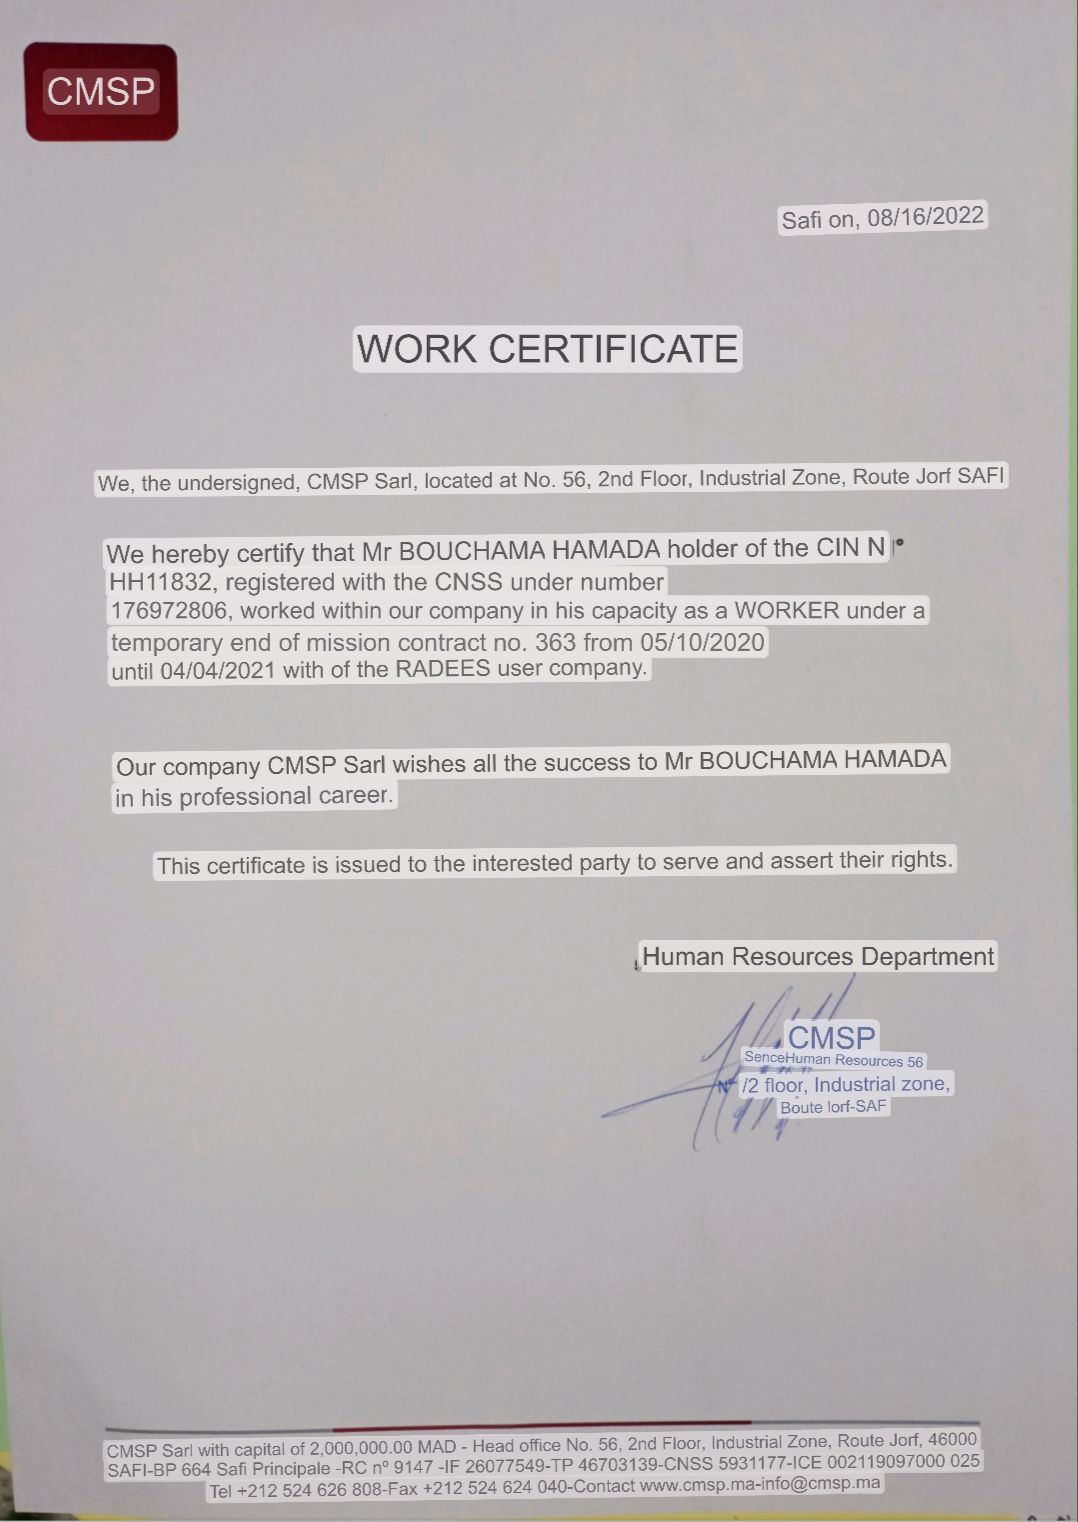 CMSP
Safi on, 08/16/2022
WORK CERTIFICATE
We, the undersigned, CMSP Sarl, located at No. 56, 2nd Floor, Industrial Zone, Route Jorf SAFI
We hereby certify that Mr BOUCHAMA HAMADA holder of the CIN N°
HH11832, registered with the CNSS under number
176972806, worked within our company in his capacity as a WORKER under a
temporary end of mission contract no. 363 from 05/10/2020
until 04/04/2021 with of the RADEES user company.
Our company CMSP Sarl wishes all the success to Mr BOUCHAMA HAMADA
in his professional career.
This certificate is issued to the interested party to serve and assert their rights.
Human Resources Department
CMSP
SenceHuman Resources 56
N° /2 floor, Industrial zone,
Boute lorf-SAF
CMSP Sarl with capital of 2,000,000.00 MAD - Head office No. 56, 2nd Floor, Industrial Zone, Route Jorf, 46000
SAFI-BP 664 Safi Principale -RC nº 9147 -IF 26077549-TP 46703139-CNSS 5931177-ICE 002119097000 025
Tel +212 524 626 808-Fax +212 524 624 040-Contact www.cmsp.ma-info@cmsp.ma